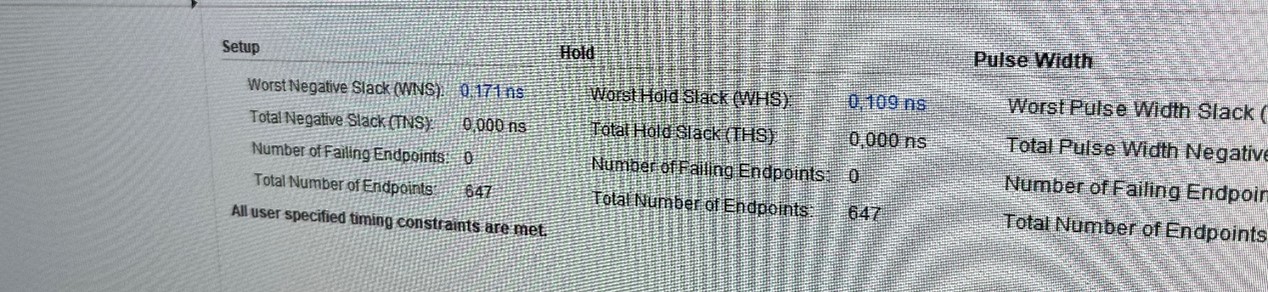 Setup
Worst Negative Slack (WNS): 0,171 ns
Total Negative Slack (TNS): 0,000 ns
Number of Failing Endpoints: 0
Total Number of Endpoints: 647
All user specified timing constraints are met.
Hold
Worst Hold Slack (WHS): 0,109 ns
Total Hold Slack (THS): 0,000 ns
Number of Failing Endpoints: 0
Total Number of Endpoints: 647
Pulse Width
Worst Pulse Width Slack (
Total Pulse Width Negative
Number of Failing Endpoin
Total Number of Endpoints